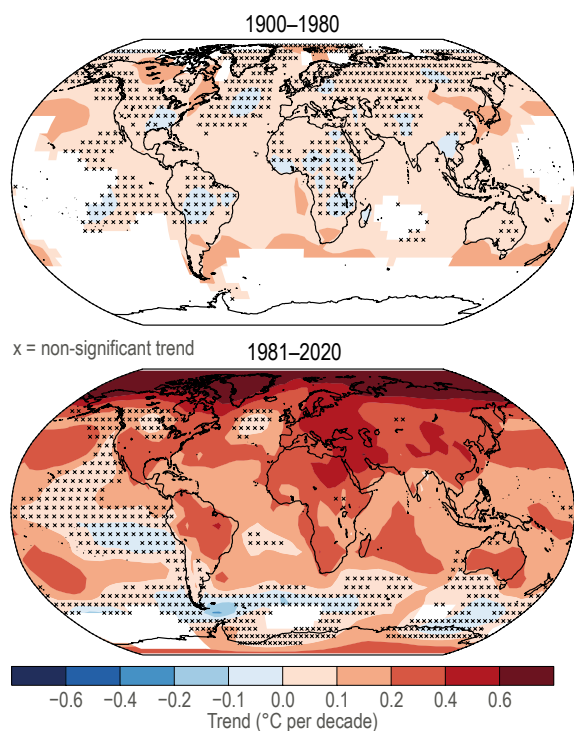 1900–1980
x = non-significant trend
1981–2020
−0.6 −0.4 −0.2 −0.1 0.0 0.1 0.2 0.4 0.6
Trend (°C per decade)